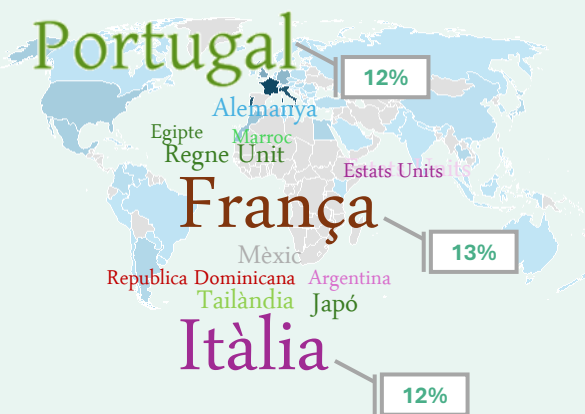 Portugal
12%
Alemanya
Egipte
Marroc
Regne Unit
Estats Units
França
13%
Mèxic
Republica Dominicana
Argentina
Tailàndia
Japó
Itàlia
12%